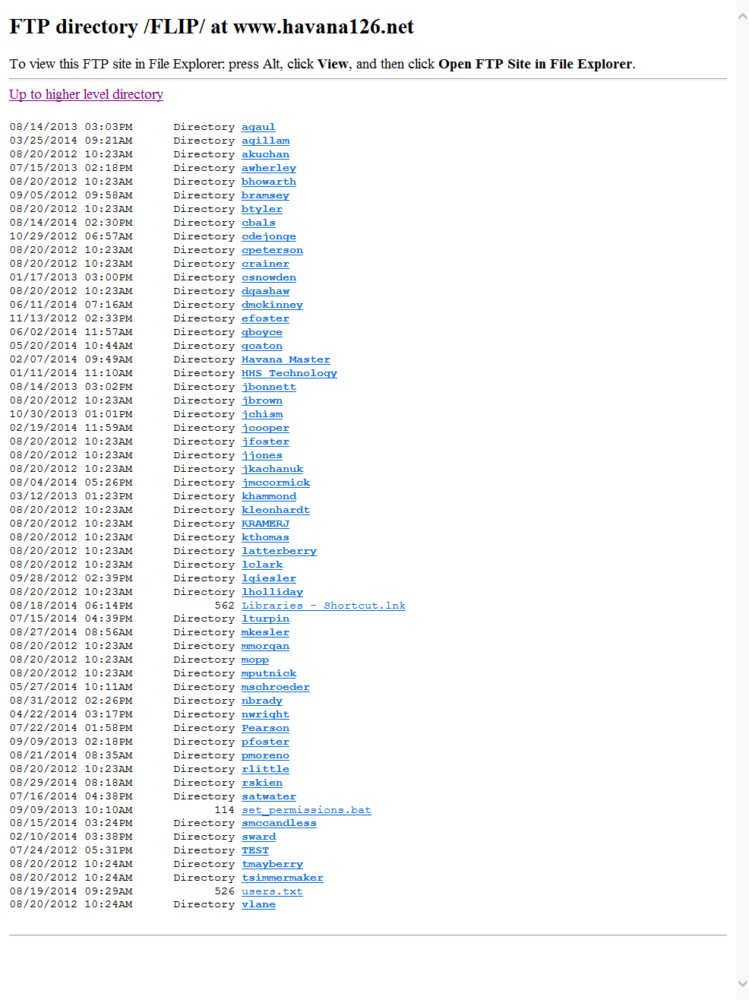 FTP directory /FLIP/ at www.havana126.net
To view this FTP site in File Explorer: press Alt, click View, and then click Open FTP Site in File Explorer.
Up to higher level directory
08/14/2013 03:03PM Directory agaul
03/25/2014 09:21AM Directory agillam
08/20/2012 10:23AM Directory akuchan
07/15/2013 02:18PM Directory awherley
08/20/2012 10:23AM Directory bhowarth
09/05/2012 09:58AM Directory bramsey
08/20/2012 10:23AM Directory btyler
08/14/2014 02:30PM Directory cbals
10/29/2012 06:57AM Directory cdejonge
08/20/2012 10:23AM Directory cpeterson
08/20/2012 10:23AM Directory crainer
01/17/2013 03:00PM Directory csnowden
08/20/2012 10:23AM Directory dgashaw
06/11/2014 07:16AM Directory dmckinney
11/13/2012 02:33PM Directory efoster
06/02/2014 11:57AM Directory gboyce
05/20/2014 10:44AM Directory gcaton
02/07/2014 09:49AM Directory Havana Master
01/11/2014 11:10AM Directory HHS Technology
08/14/2013 03:02PM Directory jbonnett
08/20/2012 10:23AM Directory jbrown
10/30/2013 01:01PM Directory jchism
02/19/2014 11:59AM Directory jcooper
08/20/2012 10:23AM Directory jfoster
08/20/2012 10:23AM Directory jjones
08/20/2012 10:23AM Directory jkachanuk
08/04/2014 05:26PM Directory jmccormick
03/12/2013 01:23PM Directory khammond
08/20/2012 10:23AM Directory kleonhardt
08/20/2012 10:23AM Directory KRAMERJ
08/20/2012 10:23AM Directory kthomas
08/20/2012 10:23AM Directory latterberry
08/20/2012 10:23AM Directory lclark
09/28/2012 02:39PM Directory lgiesler
08/20/2012 10:23AM Directory lholliday
08/18/2014 06:14PM 562 Libraries - Shortcut.lnk
07/15/2014 04:39PM Directory lturpin
08/27/2014 08:56AM Directory mkesler
08/20/2012 10:23AM Directory mmorgan
08/20/2012 10:23AM Directory mopp
08/20/2012 10:23AM Directory mputnick
05/27/2014 10:11AM Directory mschroeder
08/31/2012 02:26PM Directory nbrady
04/22/2014 03:17PM Directory nwright
07/22/2014 01:58PM Directory Pearson
09/09/2013 02:18PM Directory pfoster
08/21/2014 08:35AM Directory pmoreno
08/20/2012 10:23AM Directory rlittle
08/29/2014 08:18AM Directory rskien
07/16/2014 04:38PM Directory satwater
09/09/2013 10:10AM 114 set_permissions.bat
08/15/2014 03:24PM Directory smccandless
02/10/2014 03:38PM Directory sward
07/24/2012 05:31PM Directory TEST
08/20/2012 10:24AM Directory tmayberry
08/20/2012 10:24AM Directory tsimmermaker
08/19/2014 09:29AM 526 users.txt
08/20/2012 10:24AM Directory vlane